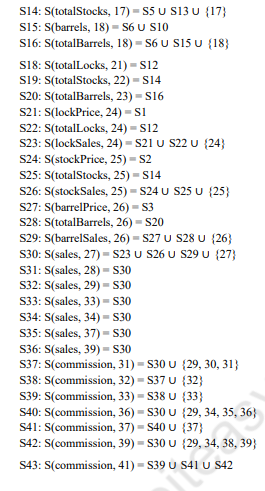 S14: S(totalStocks, 17) = S5 ∪ S13 ∪ {17}
S15: S(barrels, 18) = S6 ∪ S10
S16: S(totalBarrels, 18) = S6 ∪ S15 ∪ {18}
S18: S(totalLocks, 21) = S12
S19: S(totalStocks, 22) = S14
S20: S(totalBarrels, 23) = S16
S21: S(lockPrice, 24) = S1
S22: S(totalLocks, 24) = S12
S23: S(lockSales, 24) = S21 ∪ S22 ∪ {24}
S24: S(stockPrice, 25) = S2
S25: S(totalStocks, 25) = S14
S26: S(stockSales, 25) = S24 ∪ S25 ∪ {25}
S27: S(barrelPrice, 26) = S3
S28: S(totalBarrels, 26) = S20
S29: S(barrelSales, 26) = S27 ∪ S28 ∪ {26}
S30: S(sales, 27) = S23 ∪ S26 ∪ S29 ∪ {27}
S31: S(sales, 28) = S30
S32: S(sales, 29) = S30
S33: S(sales, 33) = S30
S34: S(sales, 34) = S30
S35: S(sales, 37) = S30
S36: S(sales, 39) = S30
S37: S(commission, 31) = S30 ∪ {29, 30, 31}
S38: S(commission, 32) = S37 ∪ {32}
S39: S(commission, 33) = S38 ∪ {33}
S40: S(commission, 36) = S30 ∪ {29, 34, 35, 36}
S41: S(commission, 37) = S40 ∪ {37}
S42: S(commission, 39) = S30 ∪ {29, 34, 38, 39}
S43: S(commission, 41) = S39 ∪ S41 ∪ S42